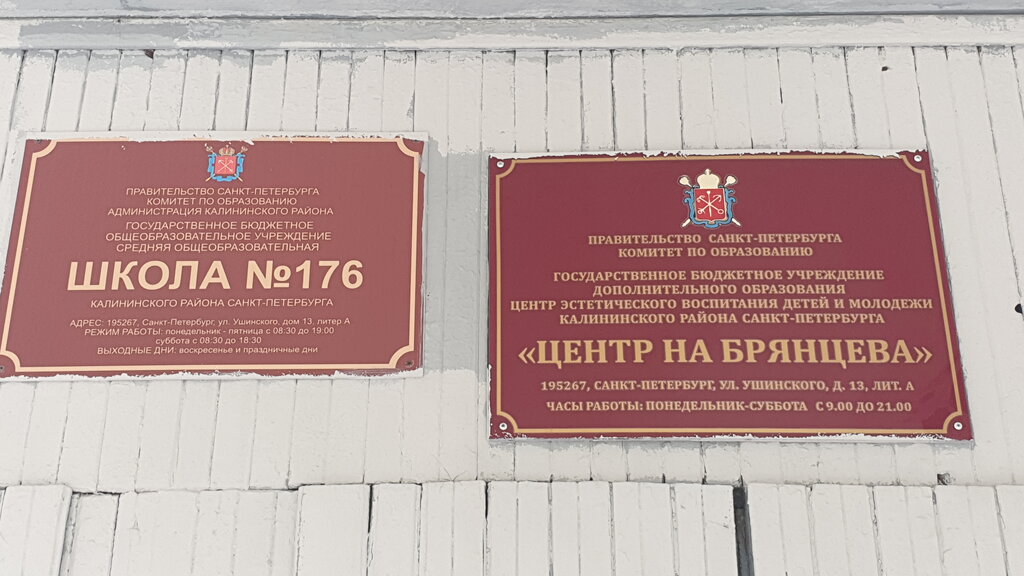 ПРАВИТЕЛЬСТВО САНКТ-ПЕТЕРБУРГА
КОМИТЕТ ПО ОБРАЗОВАНИЮ
АДМИНИСТРАЦИЯ КАЛИНИНСКОГО РАЙОНА
ГОСУДАРСТВЕННОЕ БЮДЖЕТНОЕ
ОБЩЕОБРАЗОВАТЕЛЬНОЕ УЧРЕЖДЕНИЕ
СРЕДНЯЯ ОБЩЕОБРАЗОВАТЕЛЬНАЯ
ШКОЛА №176
КАЛИНИНСКОГО РАЙОНА САНКТ-ПЕТЕРБУРГА
АДРЕС: 195267, Санкт-Петербург, ул. Ушинского, дом 13, литер А
РЕЖИМ РАБОТЫ: понедельник - пятница с 08:30 до 19:00
суббота с 08:30 до 18:30
ВЫХОДНЫЕ ДНИ: воскресенье и праздничные дни
ПРАВИТЕЛЬСТВО САНКТ-ПЕТЕРБУРГА
КОМИТЕТ ПО ОБРАЗОВАНИЮ
ГОСУДАРСТВЕННОЕ БЮДЖЕТНОЕ УЧРЕЖДЕНИЕ
ДОПОЛНИТЕЛЬНОГО ОБРАЗОВАНИЯ
ЦЕНТР ЭСТЕТИЧЕСКОГО ВОСПИТАНИЯ ДЕТЕЙ И МОЛОДЕЖИ
КАЛИНИНСКОГО РАЙОНА САНКТ-ПЕТЕРБУРГА
«ЦЕНТР НА БРЯНЦЕВА»
195267, САНКТ-ПЕТЕРБУРГ, УЛ. УШИНСКОГО, Д. 13, ЛИТ. А
ЧАСЫ РАБОТЫ: ПОНЕДЕЛЬНИК-СУББОТА С 9.00 ДО 21.00